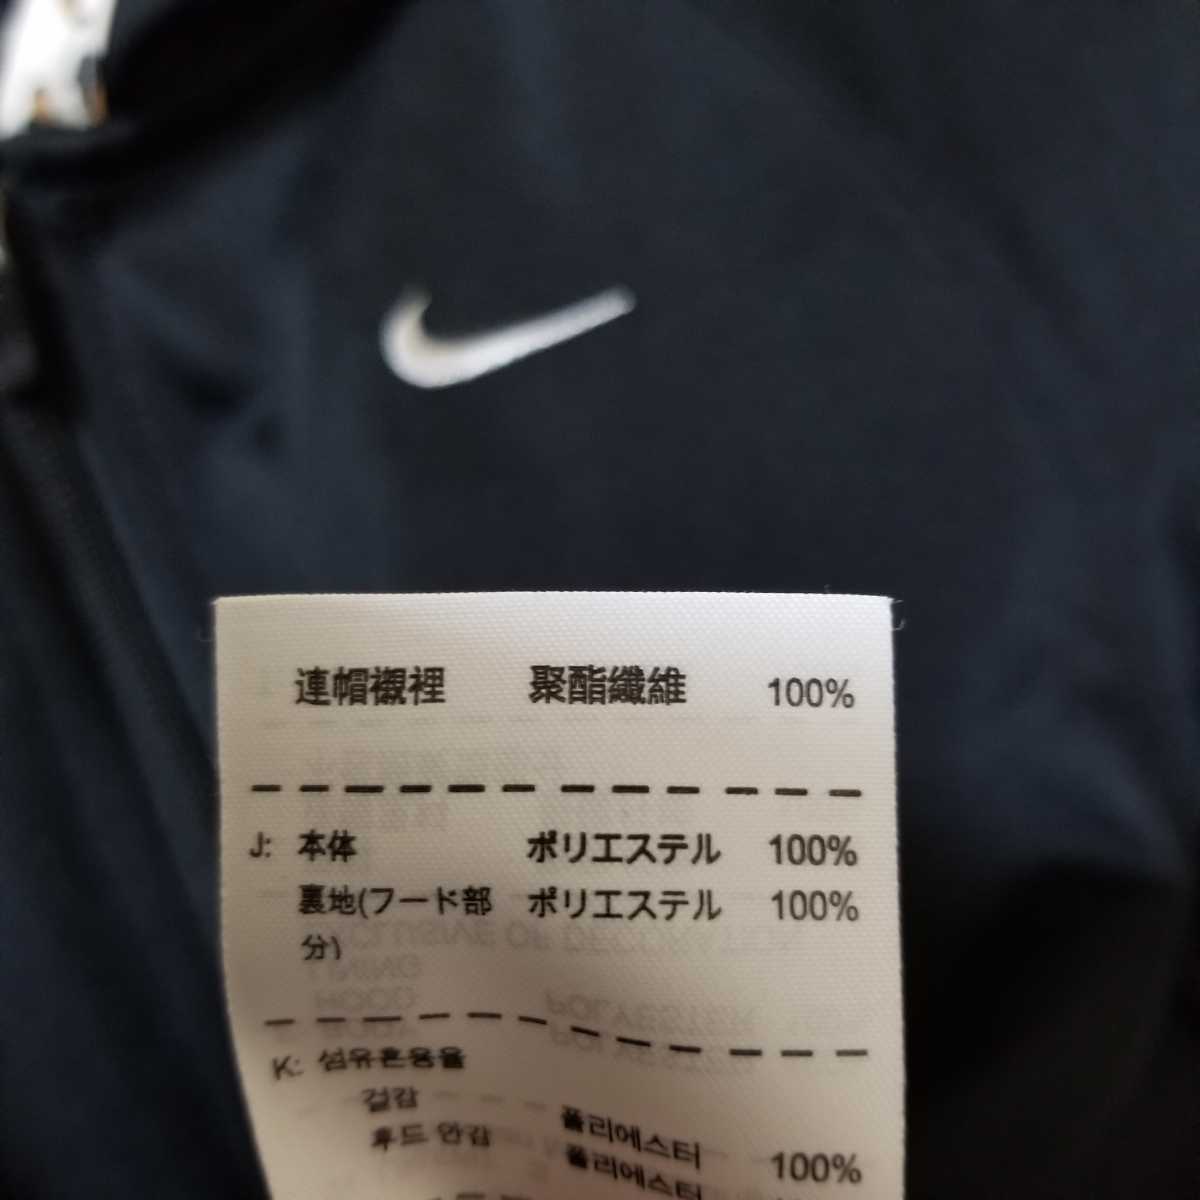 連帽襯裡 聚酯纖維 100%
J: 本体 ポリエステル 100%
裏地(フード部 ポリエステル 100%
分)
K: 섬유혼용율
겉감 폴리에스터 100%
후드 안감 폴리에스터